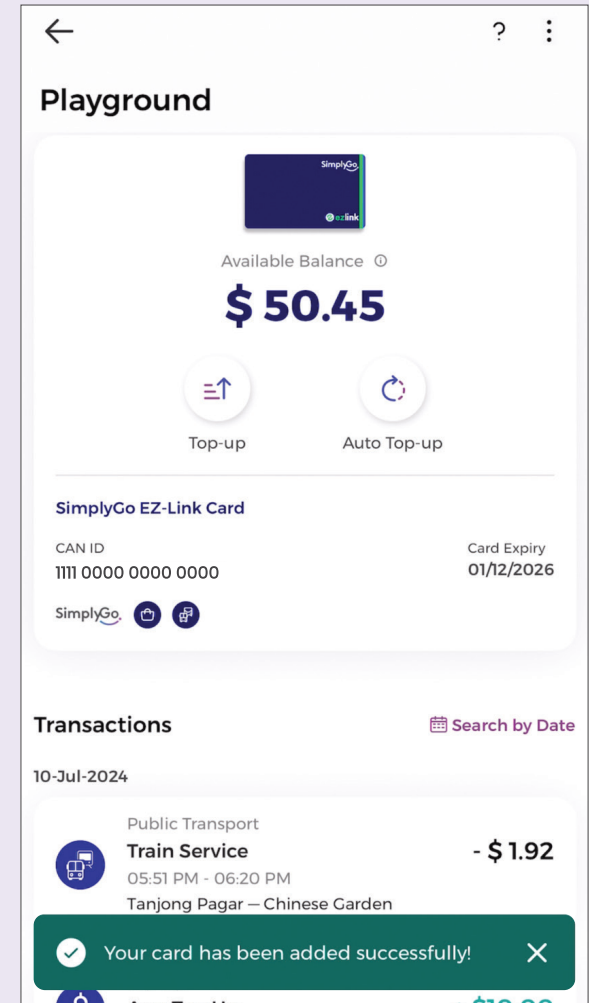 ?
Playground
SimplyGo
ezlink
Available Balance
$ 50.45
Top-up
Auto Top-up
SimplyGo EZ-Link Card
CAN ID
Card Expiry
1111 0000 0000 0000
01/12/2026
SimplyGo.
Transactions
Search by Date
10-Jul-2024
Public Transport
Train Service
- $ 1.92
05:51 PM - 06:20 PM
Tanjong Pagar – Chinese Garden
Your card has been added successfully!